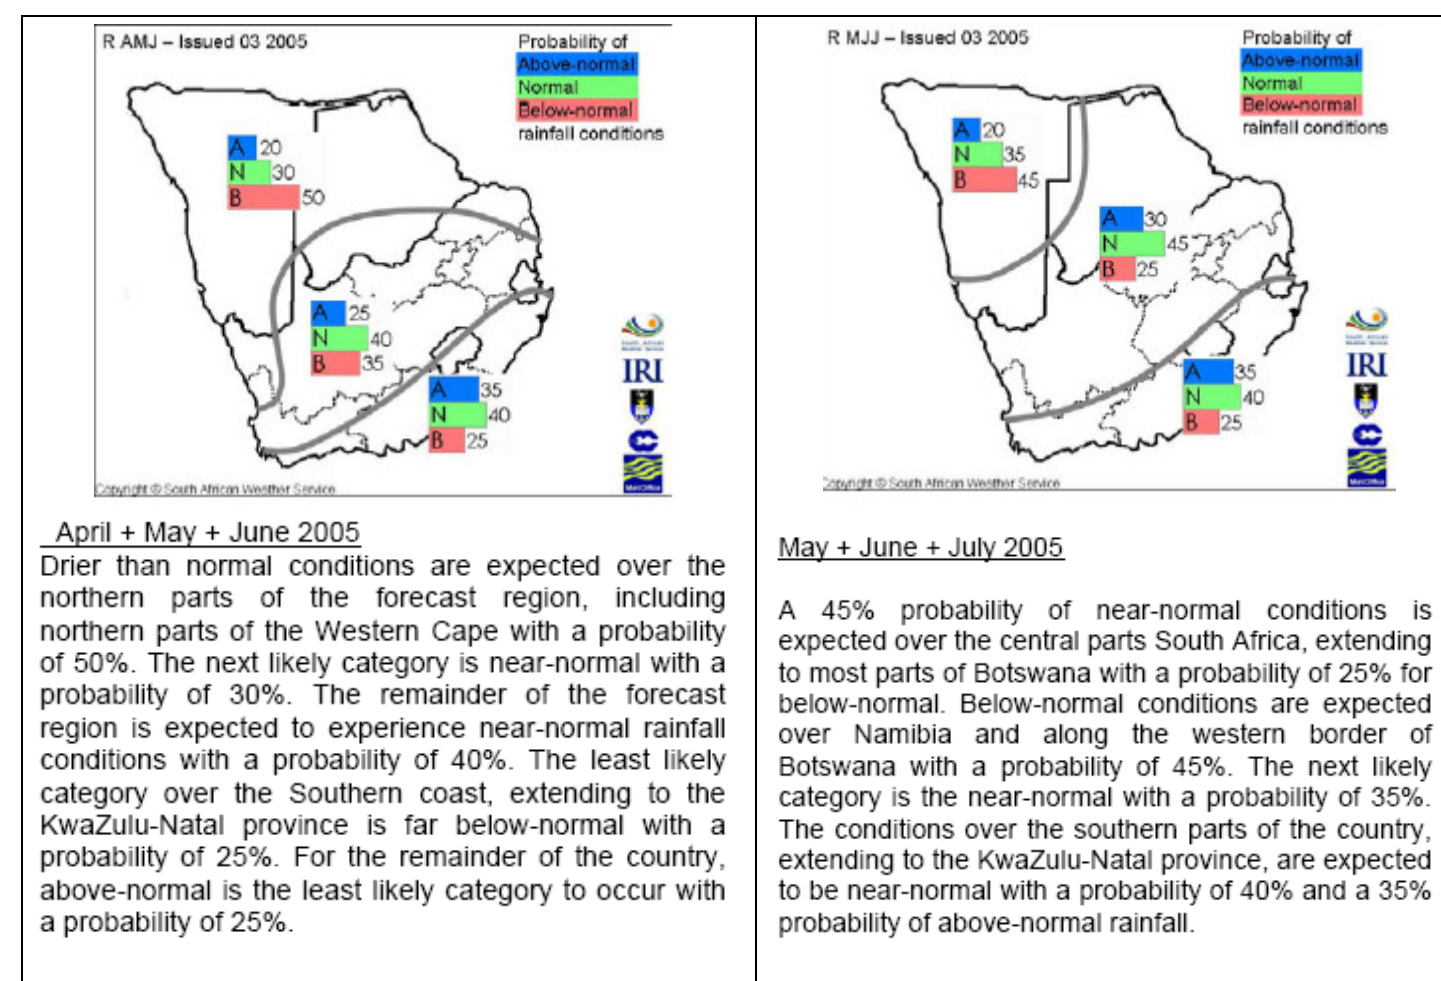 R AMJ – Issued 03 2005
Probability of
Above-normal
Normal
Below-normal
rainfall conditions
A 20
N 30
B 50
A 25
N 40
B 35
A 35
N 40
B 25
IRI
Copyright © South African Weather Service
April + May + June 2005
Drier than normal conditions are expected over the
northern parts of the forecast region, including
northern parts of the Western Cape with a probability
of 50%. The next likely category is near-normal with a
probability of 30%. The remainder of the forecast
region is expected to experience near-normal rainfall
conditions with a probability of 40%. The least likely
category over the Southern coast, extending to the
KwaZulu-Natal province is far below-normal with a
probability of 25%. For the remainder of the country,
above-normal is the least likely category to occur with
a probability of 25%.
R MJJ – Issued 03 2005
Probability of
Above-normal
Normal
Below-normal
rainfall conditions
A 20
N 35
B 45
A 30
N 45
B 25
A 35
N 40
B 25
IRI
Copyright © South African Weather Service
May + June + July 2005
A 45% probability of near-normal conditions is
expected over the central parts South Africa, extending
to most parts of Botswana with a probability of 25% for
below-normal. Below-normal conditions are expected
over Namibia and along the western border of
Botswana with a probability of 45%. The next likely
category is the near-normal with a probability of 35%.
The conditions over the southern parts of the country,
extending to the KwaZulu-Natal province, are expected
to be near-normal with a probability of 40% and a 35%
probability of above-normal rainfall.